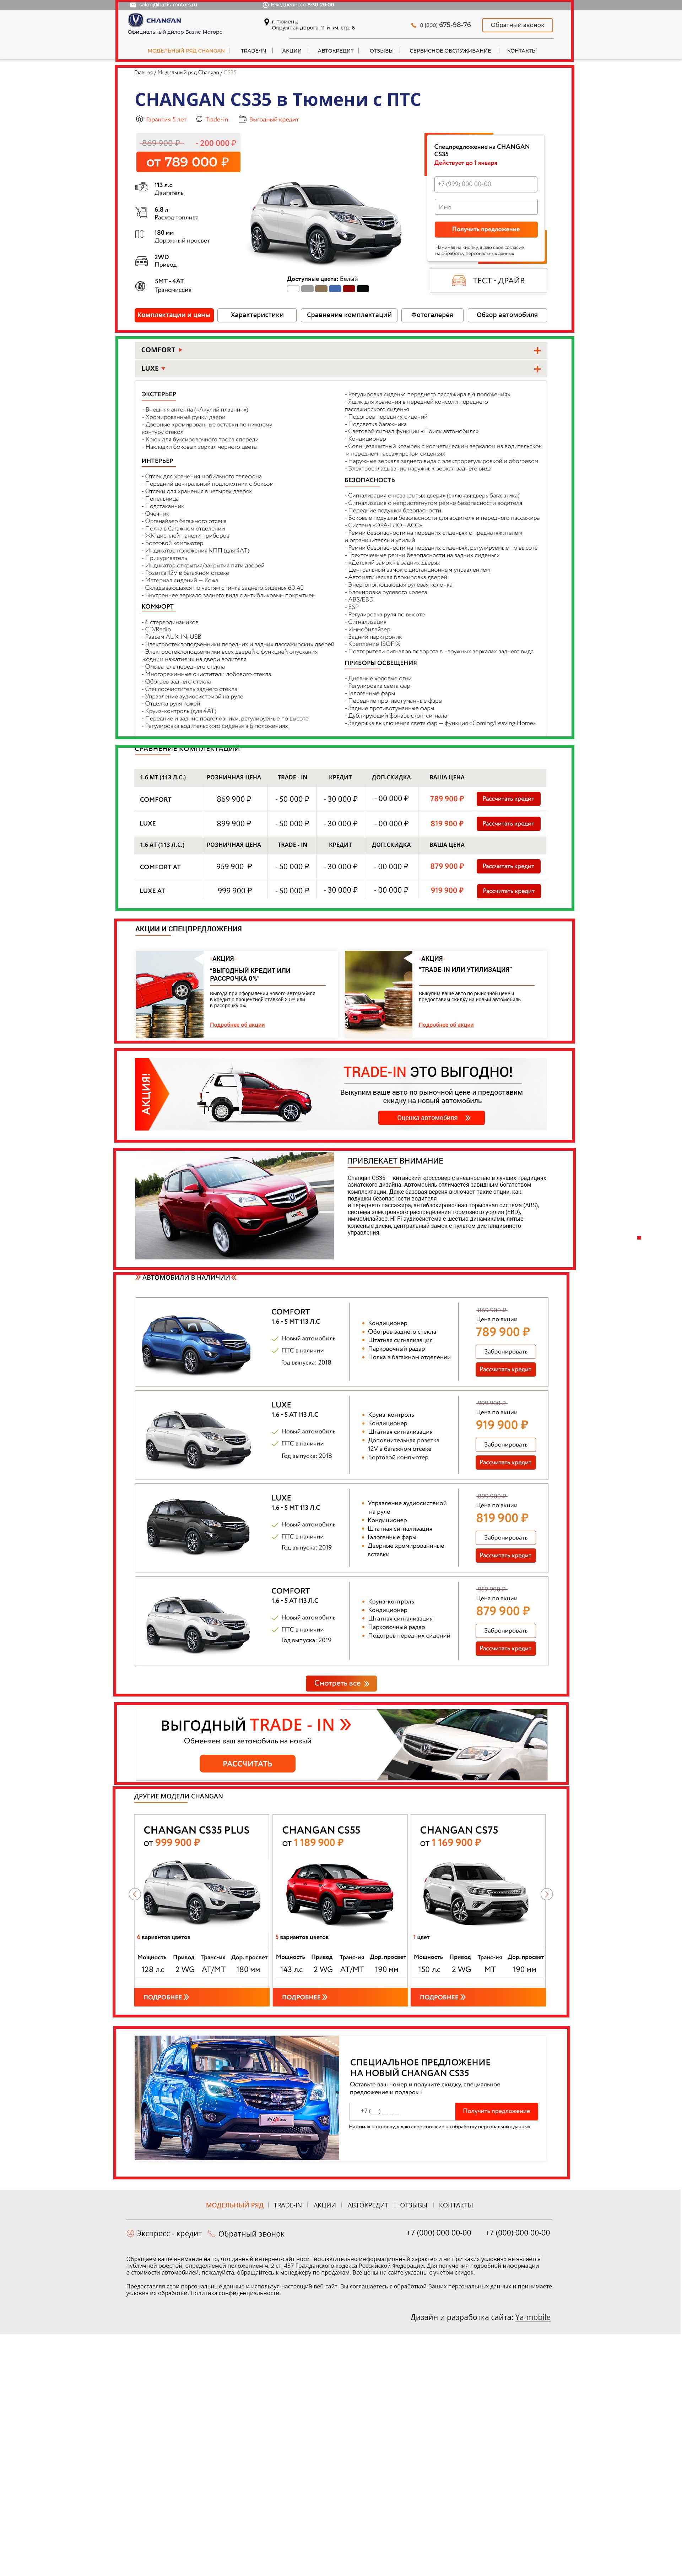 salon@bazis-motors.ru
Ежедневно с 8:30-20:00
CHANGAN
Официальный дилер Базис-Моторс
г. Тюмень,
Окружная дорога, 11-й км, стр. 6
8 (800) 675-98-76
Обратный звонок
МОДЕЛЬНЫЙ РЯД CHANGAN | TRADE-IN | АКЦИИ | АВТОКРЕДИТ | ОТЗЫВЫ | СЕРВИСНОЕ ОБСЛУЖИВАНИЕ | КОНТАКТЫ
Главная / Модельный ряд Changan / CS35
CHANGAN CS35 в Тюмени с ПТС
Гарантия 5 лет
Trade-in
Выгодный кредит
869 900 ₽
- 200 000 ₽
от 789 000 ₽
113 л.с
Двигатель
6,8 л
Расход топлива
180 мм
Дорожный просвет
2WD
Привод
5МТ - 4АТ
Трансмиссия
Доступные цвета: Белый
Спецпредложение на CHANGAN
CS35
Действует до 1 января
+7 (999) 000 00-00
Имя
Получить предложение
Нажимая на кнопку, я даю свое согласие
на обработку персональных данных
ТЕСТ - ДРАЙВ
Комплектации и цены
Характеристики
Сравнение комплектаций
Фотогалерея
Обзор автомобиля
COMFORT
LUXE
ЭКСТЕРЬЕР
- Внешняя антенна («Акулий плавник»)
- Хромированные ручки двери
- Дверные хромированные вставки по нижнему
контуру стекол
- Крюк для буксировочного троса спереди
- Накладки боковых зеркал черного цвета
ИНТЕРЬЕР
- Отсек для хранения мобильного телефона
- Передний центральный подлокотник с боксом
- Отсеки для хранения в четырех дверях
- Пепельница
- Подстаканник
- Очечник
- Органайзер багажного отсека
- Полка в багажном отделении
- ЖК-дисплей панели приборов
- Бортовой компьютер
- Индикатор положения КПП (для 4АТ)
- Прикуриватель
- Индикатор открытия/закрытия пяти дверей
- Розетка 12V в багажном отсеке
- Материал сидений — Кожа
- Складывающаяся по частям спинка заднего сиденья 60:40
- Внутреннее зеркало заднего вида с антибликовым покрытием
КОМФОРТ
- 6 стереодинамиков
- CD/Radio
- Разъем AUX IN, USB
- Электростеклоподъемники передних и задних пассажирских дверей
- Электростеклоподъемники всех дверей с функцией опускания
«одним нажатием» на двери водителя
- Омыватель переднего стекла
- Многорежимные очистители лобового стекла
- Обогрев заднего стекла
- Стеклоочиститель заднего стекла
- Управление аудиосистемой на руле
- Отделка руля кожей
- Круиз-контроль (для 4АТ)
- Передние и задние подголовники, регулируемые по высоте
- Регулировка водительского сиденья в 6 положениях
- Регулировка сиденья переднего пассажира в 4 положениях
- Ящик для хранения в передней консоли переднего
пассажирского сиденья
- Подогрев передних сидений
- Подсветка багажника
- Световой сигнал функции «Поиск автомобиля»
- Кондиционер
- Солнцезащитный козырек с косметическим зеркалом на водительском
и переднем пассажирском сиденьях
- Наружные зеркала заднего вида с электрорегулировкой и обогревом
- Электроскладывание наружных зеркал заднего вида
БЕЗОПАСНОСТЬ
- Сигнализация о незакрытых дверях (включая дверь багажника)
- Сигнализация о непристегнутом ремне безопасности водителя
- Передние подушки безопасности
- Боковые подушки безопасности для водителя и переднего пассажира
- Система «ЭРА-ГЛОНАСС»
- Ремни безопасности на передних сиденьях с преднатяжителем
и ограничителями усилий
- Ремни безопасности на передних сиденьях, регулируемые по высоте
- Трехточечные ремни безопасности на задних сиденьях
- «Детский замок» в задних дверях
- Центральный замок с дистанционным управлением
- Автоматическая блокировка дверей
- Энергопоглощающая рулевая колонка
- Блокировка рулевого колеса
- ABS/EBD
- ESP
- Регулировка руля по высоте
- Сигнализация
- Иммобилайзер
- Задний парктроник
- Крепление ISOFIX
- Повторители сигналов поворота в наружных зеркалах заднего вида
ПРИБОРЫ ОСВЕЩЕНИЯ
- Дневные ходовые огни
- Регулировка света фар
- Галогенные фары
- Передние противотуманные фары
- Задние противотуманные фары
- Дублирующий фонарь стоп-сигнала
- Задержка выключения света фар — функция «Coming/Leaving Home»
СРАВНЕНИЕ КОМПЛЕКТАЦИЙ
1.6 МТ (113 Л.С.) РОЗНИЧНАЯ ЦЕНА TRADE - IN КРЕДИТ ДОП.СКИДКА ВАША ЦЕНА
COMFORT 869 900 ₽ - 50 000 ₽ - 30 000 ₽ - 00 000 ₽ 789 900 ₽ Рассчитать кредит
LUXE 899 900 ₽ - 50 000 ₽ - 30 000 ₽ - 00 000 ₽ 819 900 ₽ Рассчитать кредит
1.6 АТ (113 Л.С.) РОЗНИЧНАЯ ЦЕНА TRADE - IN КРЕДИТ ДОП.СКИДКА ВАША ЦЕНА
COMFORT AT 959 900 ₽ - 50 000 ₽ - 30 000 ₽ - 00 000 ₽ 879 900 ₽ Рассчитать кредит
LUXE AT 999 900 ₽ - 50 000 ₽ - 30 000 ₽ - 00 000 ₽ 919 900 ₽ Рассчитать кредит
АКЦИИ И СПЕЦПРЕДЛОЖЕНИЯ
-АКЦИЯ-
"ВЫГОДНЫЙ КРЕДИТ ИЛИ
РАССРОЧКА 0%"
Выгода при оформлении нового автомобиля
в кредит с процентной ставкой 3.5% или
в рассрочку 0%.
Подробнее об акции
-АКЦИЯ-
"TRADE-IN ИЛИ УТИЛИЗАЦИЯ"
Выкупим ваше авто по рыночной цене и
предоставим скидку на новый автомобиль
Подробнее об акции
АКЦИЯ!
TRADE-IN ЭТО ВЫГОДНО!
Выкупим ваше авто по рыночной цене и предоставим
скидку на новый автомобиль
Оценка автомобиля
ПРИВЛЕКАЕТ ВНИМАНИЕ
Changan CS35 — китайский кроссовер с внешностью в лучших традициях
азиатского дизайна. Автомобиль отличается завидным богатством
комплектации. Даже базовая версия включает такие опции, как:
подушки безопасности водителя
и переднего пассажира, антиблокировочная тормозная система (ABS),
система электронного распределения тормозного усилия (EBD),
иммобилайзер, Hi-Fi аудиосистема с шестью динамиками, литые
колесные диски, центральный замок с пультом дистанционного
управления.
АВТОМОБИЛИ В НАЛИЧИИ
COMFORT
1.6 - 5 МТ 113 Л.С
Новый автомобиль
ПТС в наличии
Год выпуска: 2018
Кондиционер
Обогрев заднего стекла
Штатная сигнализация
Парковочный радар
Полка в багажном отделении
869 900 ₽
Цена по акции
789 900 ₽
Забронировать
Рассчитать кредит
LUXE
1.6 - 5 АТ 113 Л.С
Новый автомобиль
ПТС в наличии
Год выпуска: 2018
Круиз-контроль
Кондиционер
Штатная сигнализация
Дополнительная розетка
12V в багажном отсеке
Бортовой компьютер
999 900 ₽
Цена по акции
919 900 ₽
Забронировать
Рассчитать кредит
LUXE
1.6 - 5 МТ 113 Л.С
Новый автомобиль
ПТС в наличии
Год выпуска: 2019
Управление аудиосистемой
на руле
Кондиционер
Штатная сигнализация
Галогенные фары
Дверные хромированнные
вставки
899 900 ₽
Цена по акции
819 900 ₽
Забронировать
Рассчитать кредит
COMFORT
1.6 - 5 АТ 113 Л.С
Новый автомобиль
ПТС в наличии
Год выпуска: 2019
Круиз-контроль
Кондиционер
Штатная сигнализация
Парковочный радар
Подогрев передних сидений
959 900 ₽
Цена по акции
879 900 ₽
Забронировать
Рассчитать кредит
Смотреть все
ВЫГОДНЫЙ TRADE - IN
Обменяем ваш автомобиль на новый
РАССЧИТАТЬ
ДРУГИЕ МОДЕЛИ CHANGAN
CHANGAN CS35 PLUS
от 999 900 ₽
6 вариантов цветов
Мощность Привод Транс-ия Дор. просвет
128 л.с 2 WG AT/MT 180 мм
ПОДРОБНЕЕ
CHANGAN CS55
от 1 189 900 ₽
5 вариантов цветов
Мощность Привод Транс-ия Дор. просвет
143 л.с 2 WG AT/MT 190 мм
ПОДРОБНЕЕ
CHANGAN CS75
от 1 169 900 ₽
1 цвет
Мощность Привод Транс-ия Дор. просвет
150 л.с 2 WG MT 190 мм
ПОДРОБНЕЕ
СПЕЦИАЛЬНОЕ ПРЕДЛОЖЕНИЕ
НА НОВЫЙ CHANGAN CS35
Оставьте ваш номер и получите скидку, специальное
предложение и подарок !
+7 (__) __ _ _
Получить предложение
Нажимая на кнопку, я даю свое согласие на обработку персональных данных
МОДЕЛЬНЫЙ РЯД | TRADE-IN | АКЦИИ | АВТОКРЕДИТ | ОТЗЫВЫ | КОНТАКТЫ
Экспресс - кредит
Обратный звонок
+7 (000) 000 00-00
+7 (000) 000 00-00
Обращаем ваше внимание на то, что данный интернет-сайт носит исключительно информационный характер и ни при каких условиях не является
публичной офертой, определяемой положением ч. 2 ст. 437 Гражданского кодекса Российской Федерации. Для получения подробной информации
о стоимости автомобилей, пожалуйста, обращайтесь к менеджеру по продажам. Все цены на сайте указаны с учетом скидок.
Предоставляя свои персональные данные и используя настоящий веб-сайт, Вы соглашаетесь с обработкой Ваших персональных данных и принимаете
условия их обработки. Политика конфиденциальности.
Дизайн и разработка сайта: Ya-mobile